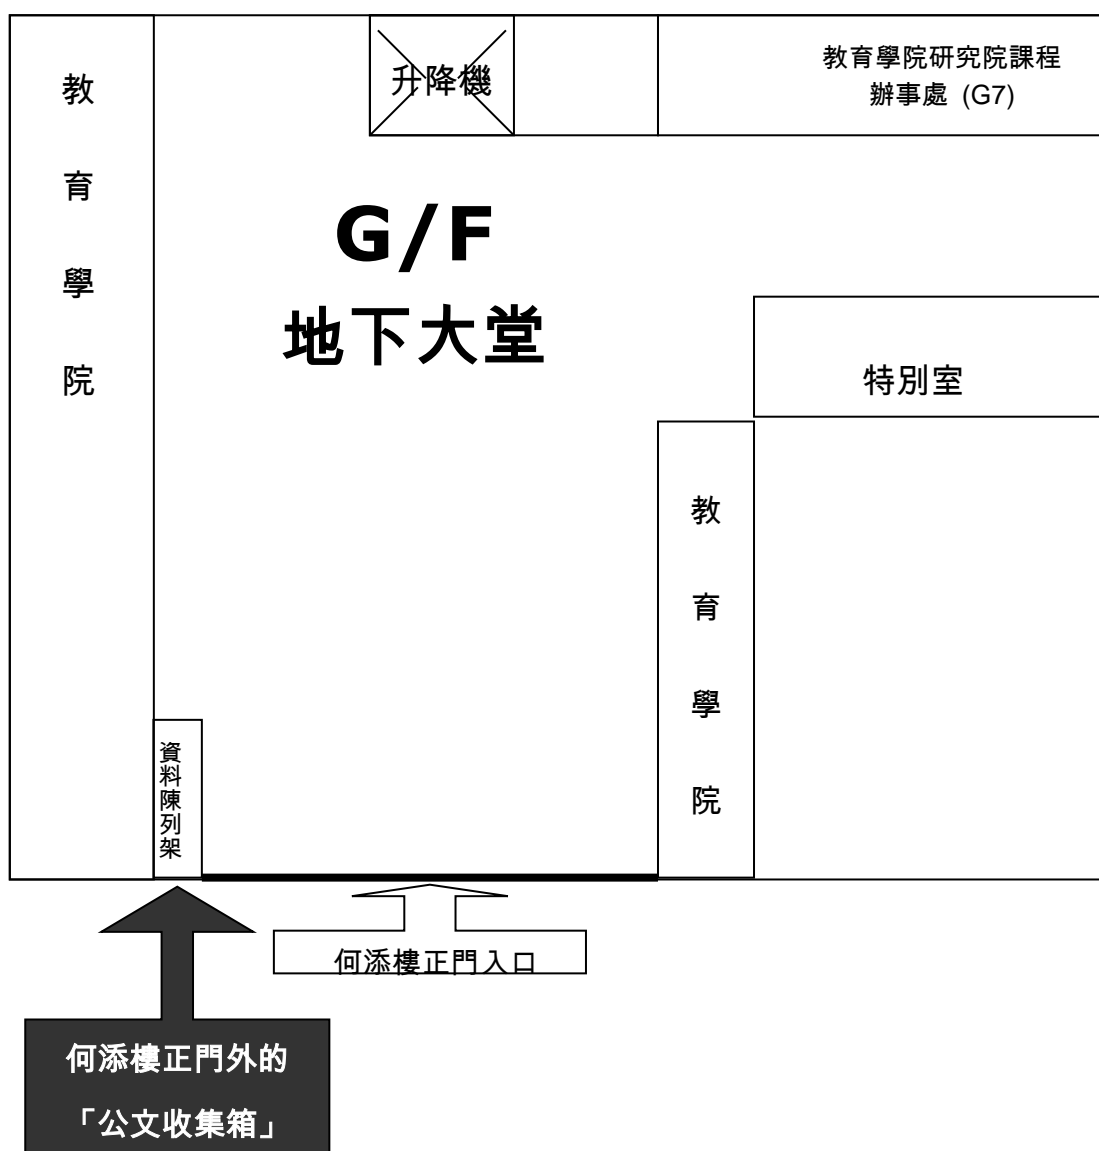 教育學院
升降機
教育學院研究院課程
辦事處 (G7)
G/F
地下大堂
特別室
教育學院
資料陳列架
何添樓正門入口
何添樓正門外的
「公文收集箱」